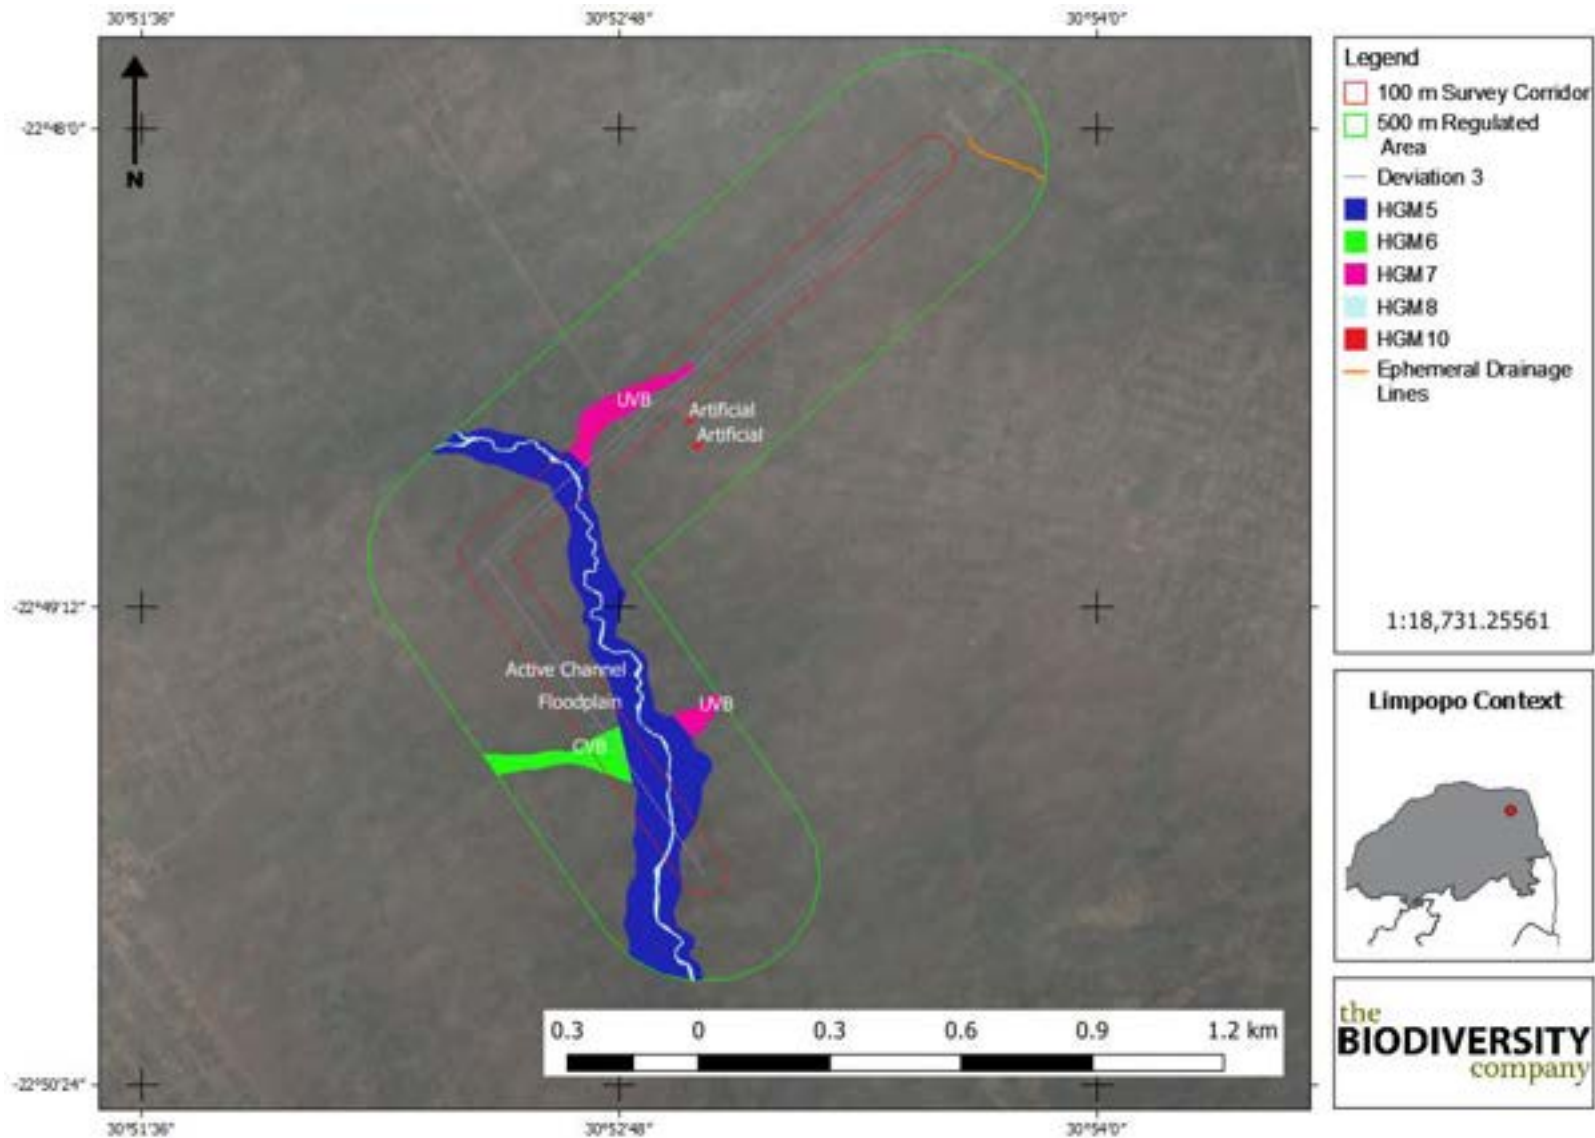 30°51'36" 30°52'48" 30°54'0"
-22°48'0"
N
UVB
Artificial
Artificial
-22°49'12"
Active Channel
Floodplain
UVB
CVB
0.3 0 0.3 0.6 0.9 1.2 km
-22°50'24"
30°51'36" 30°52'48" 30°54'0"
Legend
100 m Survey Corridor
500 m Regulated
Area
Deviation 3
HGM 5
HGM 6
HGM 7
HGM 8
HGM 10
Ephemeral Drainage
Lines
1:18,731.25561
Limpopo Context
the
BIODIVERSITY
company